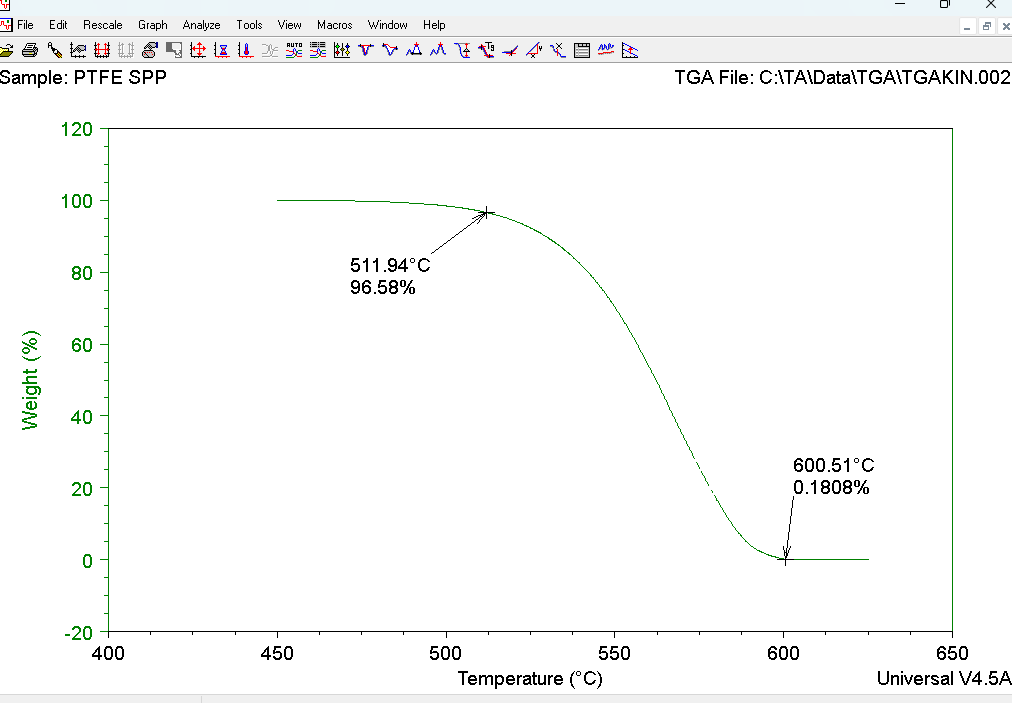 File Edit Rescale Graph Analyze Tools View Macros Window Help
AUTO
Tg
Sample: PTFE SPP
TGA File: C:\TA\Data\TGA\TGAKIN.002
120
100
80
60
40
20
0
-20
Weight (%)
511.94°C
96.58%
600.51°C
0.1808%
400 450 500 550 600 650
Temperature (°C)
Universal V4.5A